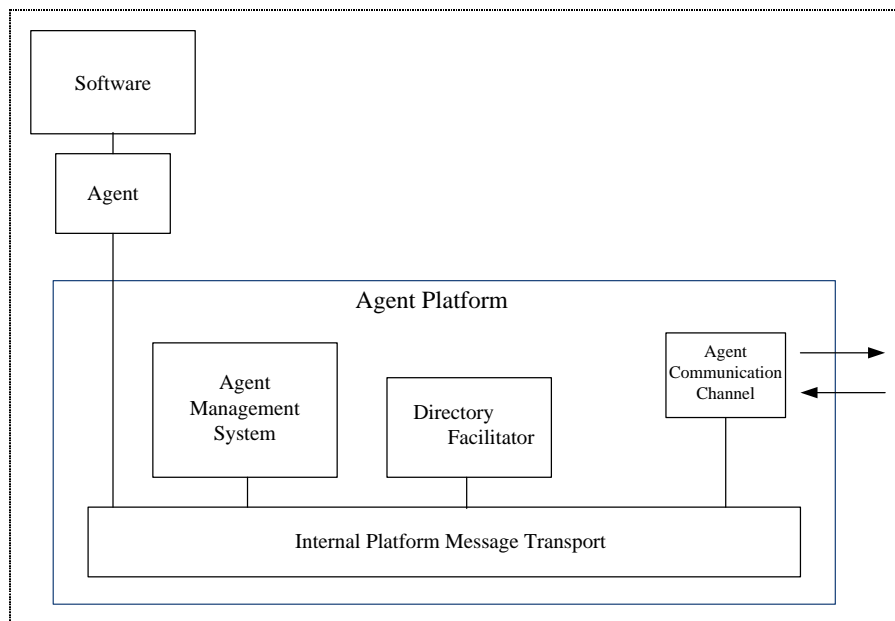 Software
Agent
Agent Platform
Agent
Management
System
Directory
Facilitator
Agent
Communication
Channel
Internal Platform Message Transport